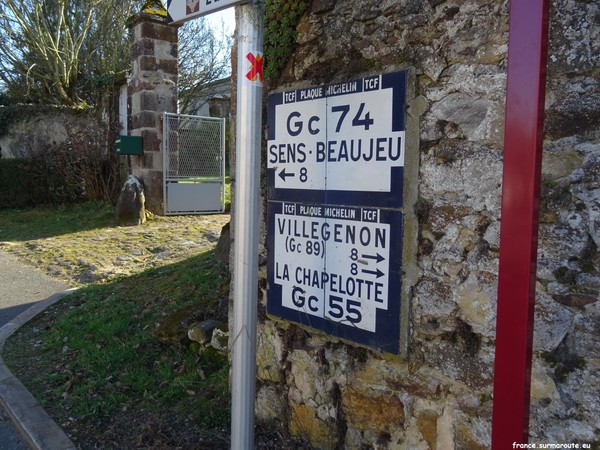 TCF PLAQUE MICHELIN TCF
Gc 74
SENS-BEAUJEU
← 8
TCF PLAQUE MICHELIN TCF
VILLEGENON
(Gc 89) 8 →
8 →
LA CHAPELOTTE
Gc 55
france.surmaroute.eu